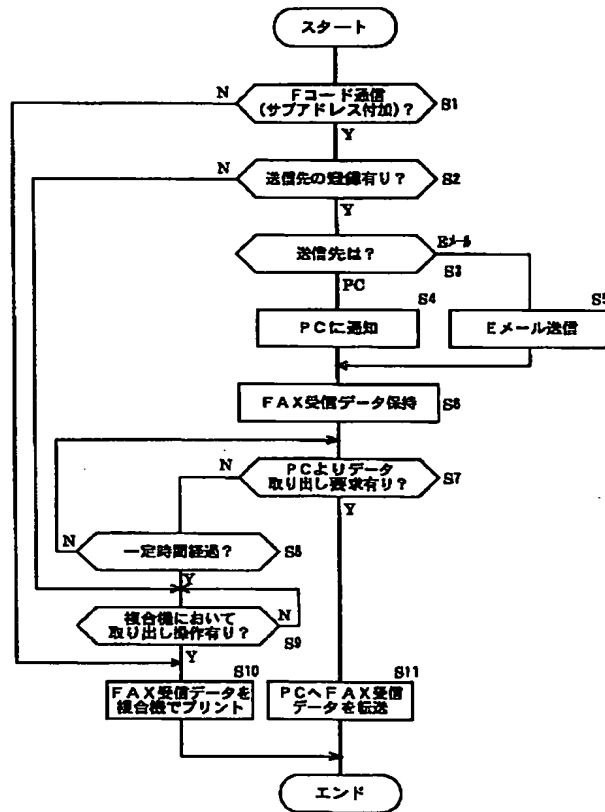 スタート
N
Fコード通信
(サブアドレス付加)?
S1
Y
N
送信先の登録有り?
S2
Y
送信先は?
Eメール
S3
PC
S4
PCに通知
S5
Eメール送信
FAX受信データ保持
S6
N
PCよりデータ
取り出し要求有り?
S7
Y
N
一定時間経過?
S8
Y
複合機において
取り出し操作有り?
N
S9
Y
S10
FAX受信データを
複合機でプリント
S11
PCへFAX受信
データを転送
エンド